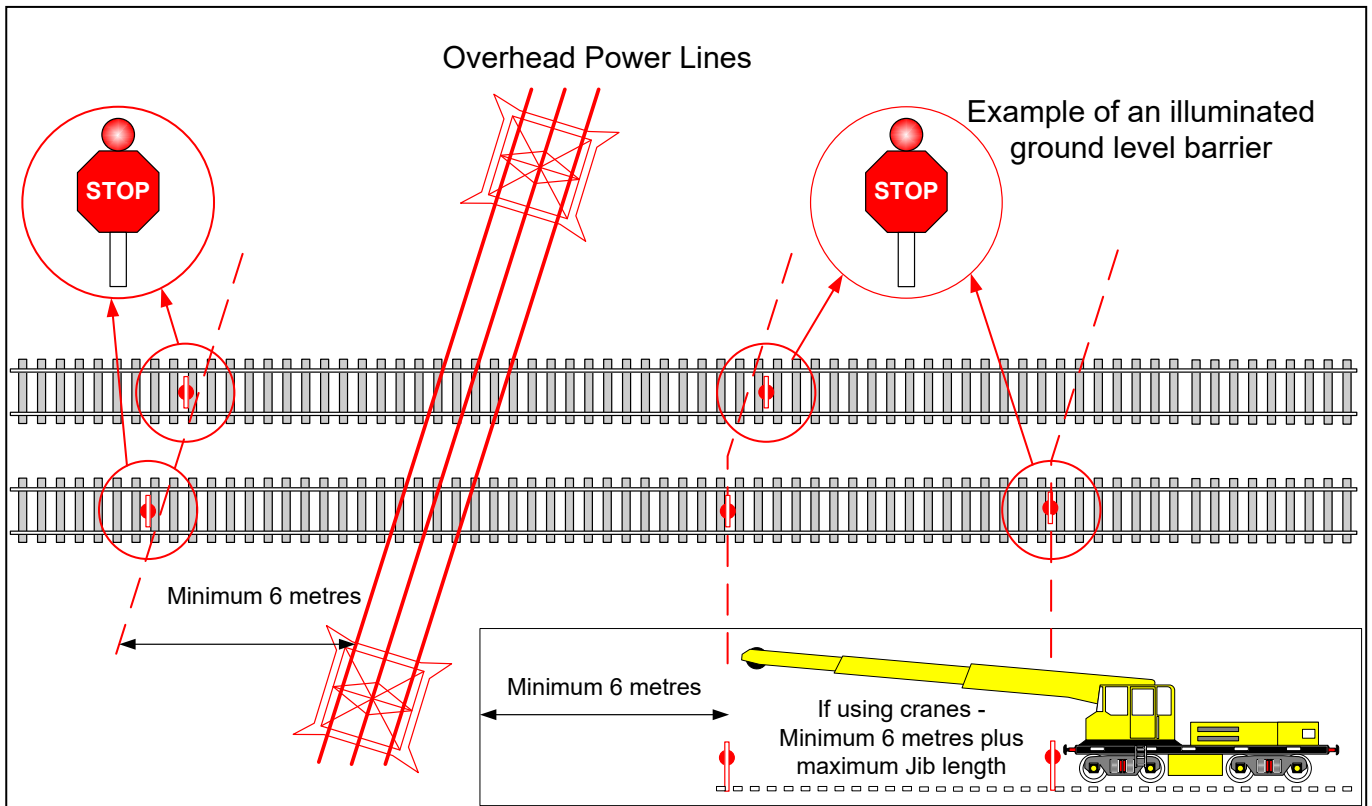 Overhead Power Lines
Example of an illuminated
ground level barrier
STOP
STOP
Minimum 6 metres
Minimum 6 metres
If using cranes -
Minimum 6 metres plus
maximum Jib length